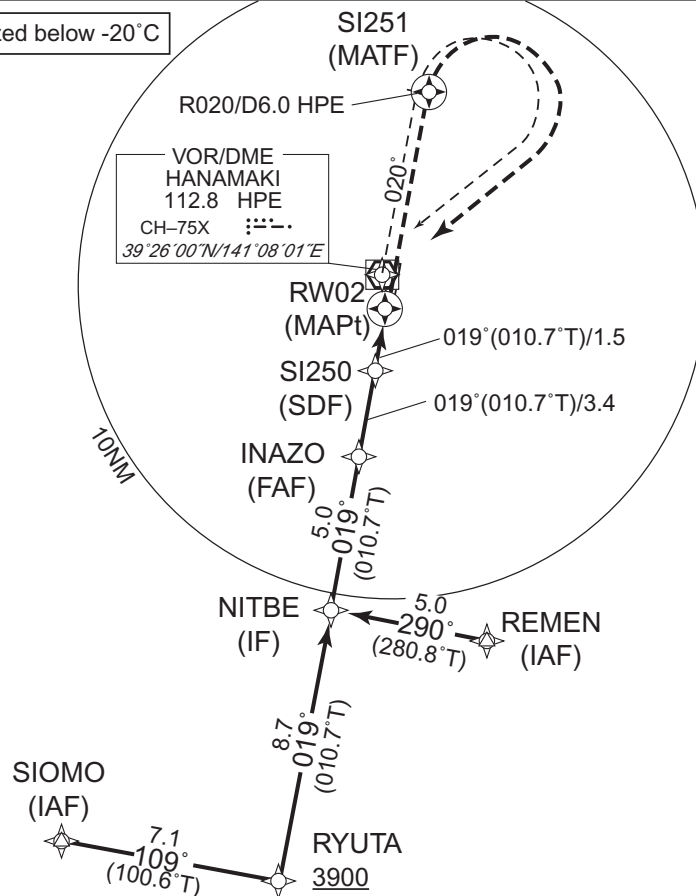 ted below -20°C
SI251
(MATF)
R020/D6.0 HPE
VOR/DME
HANAMAKI
112.8 HPE
CH–75X
39°26′00″N/141°08′01″E
020°
RW02
(MAPt)
019°(010.7°T)/1.5
SI250
(SDF)
019°(010.7°T)/3.4
INAZO
(FAF)
10NM
5.0
019°
(010.7°T)
NITBE
(IF)
5.0
290°
(280.8°T)
REMEN
(IAF)
8.7
019°
(010.7°T)
SIOMO
(IAF)
7.1
109°
(100.6°T)
RYUTA
3900